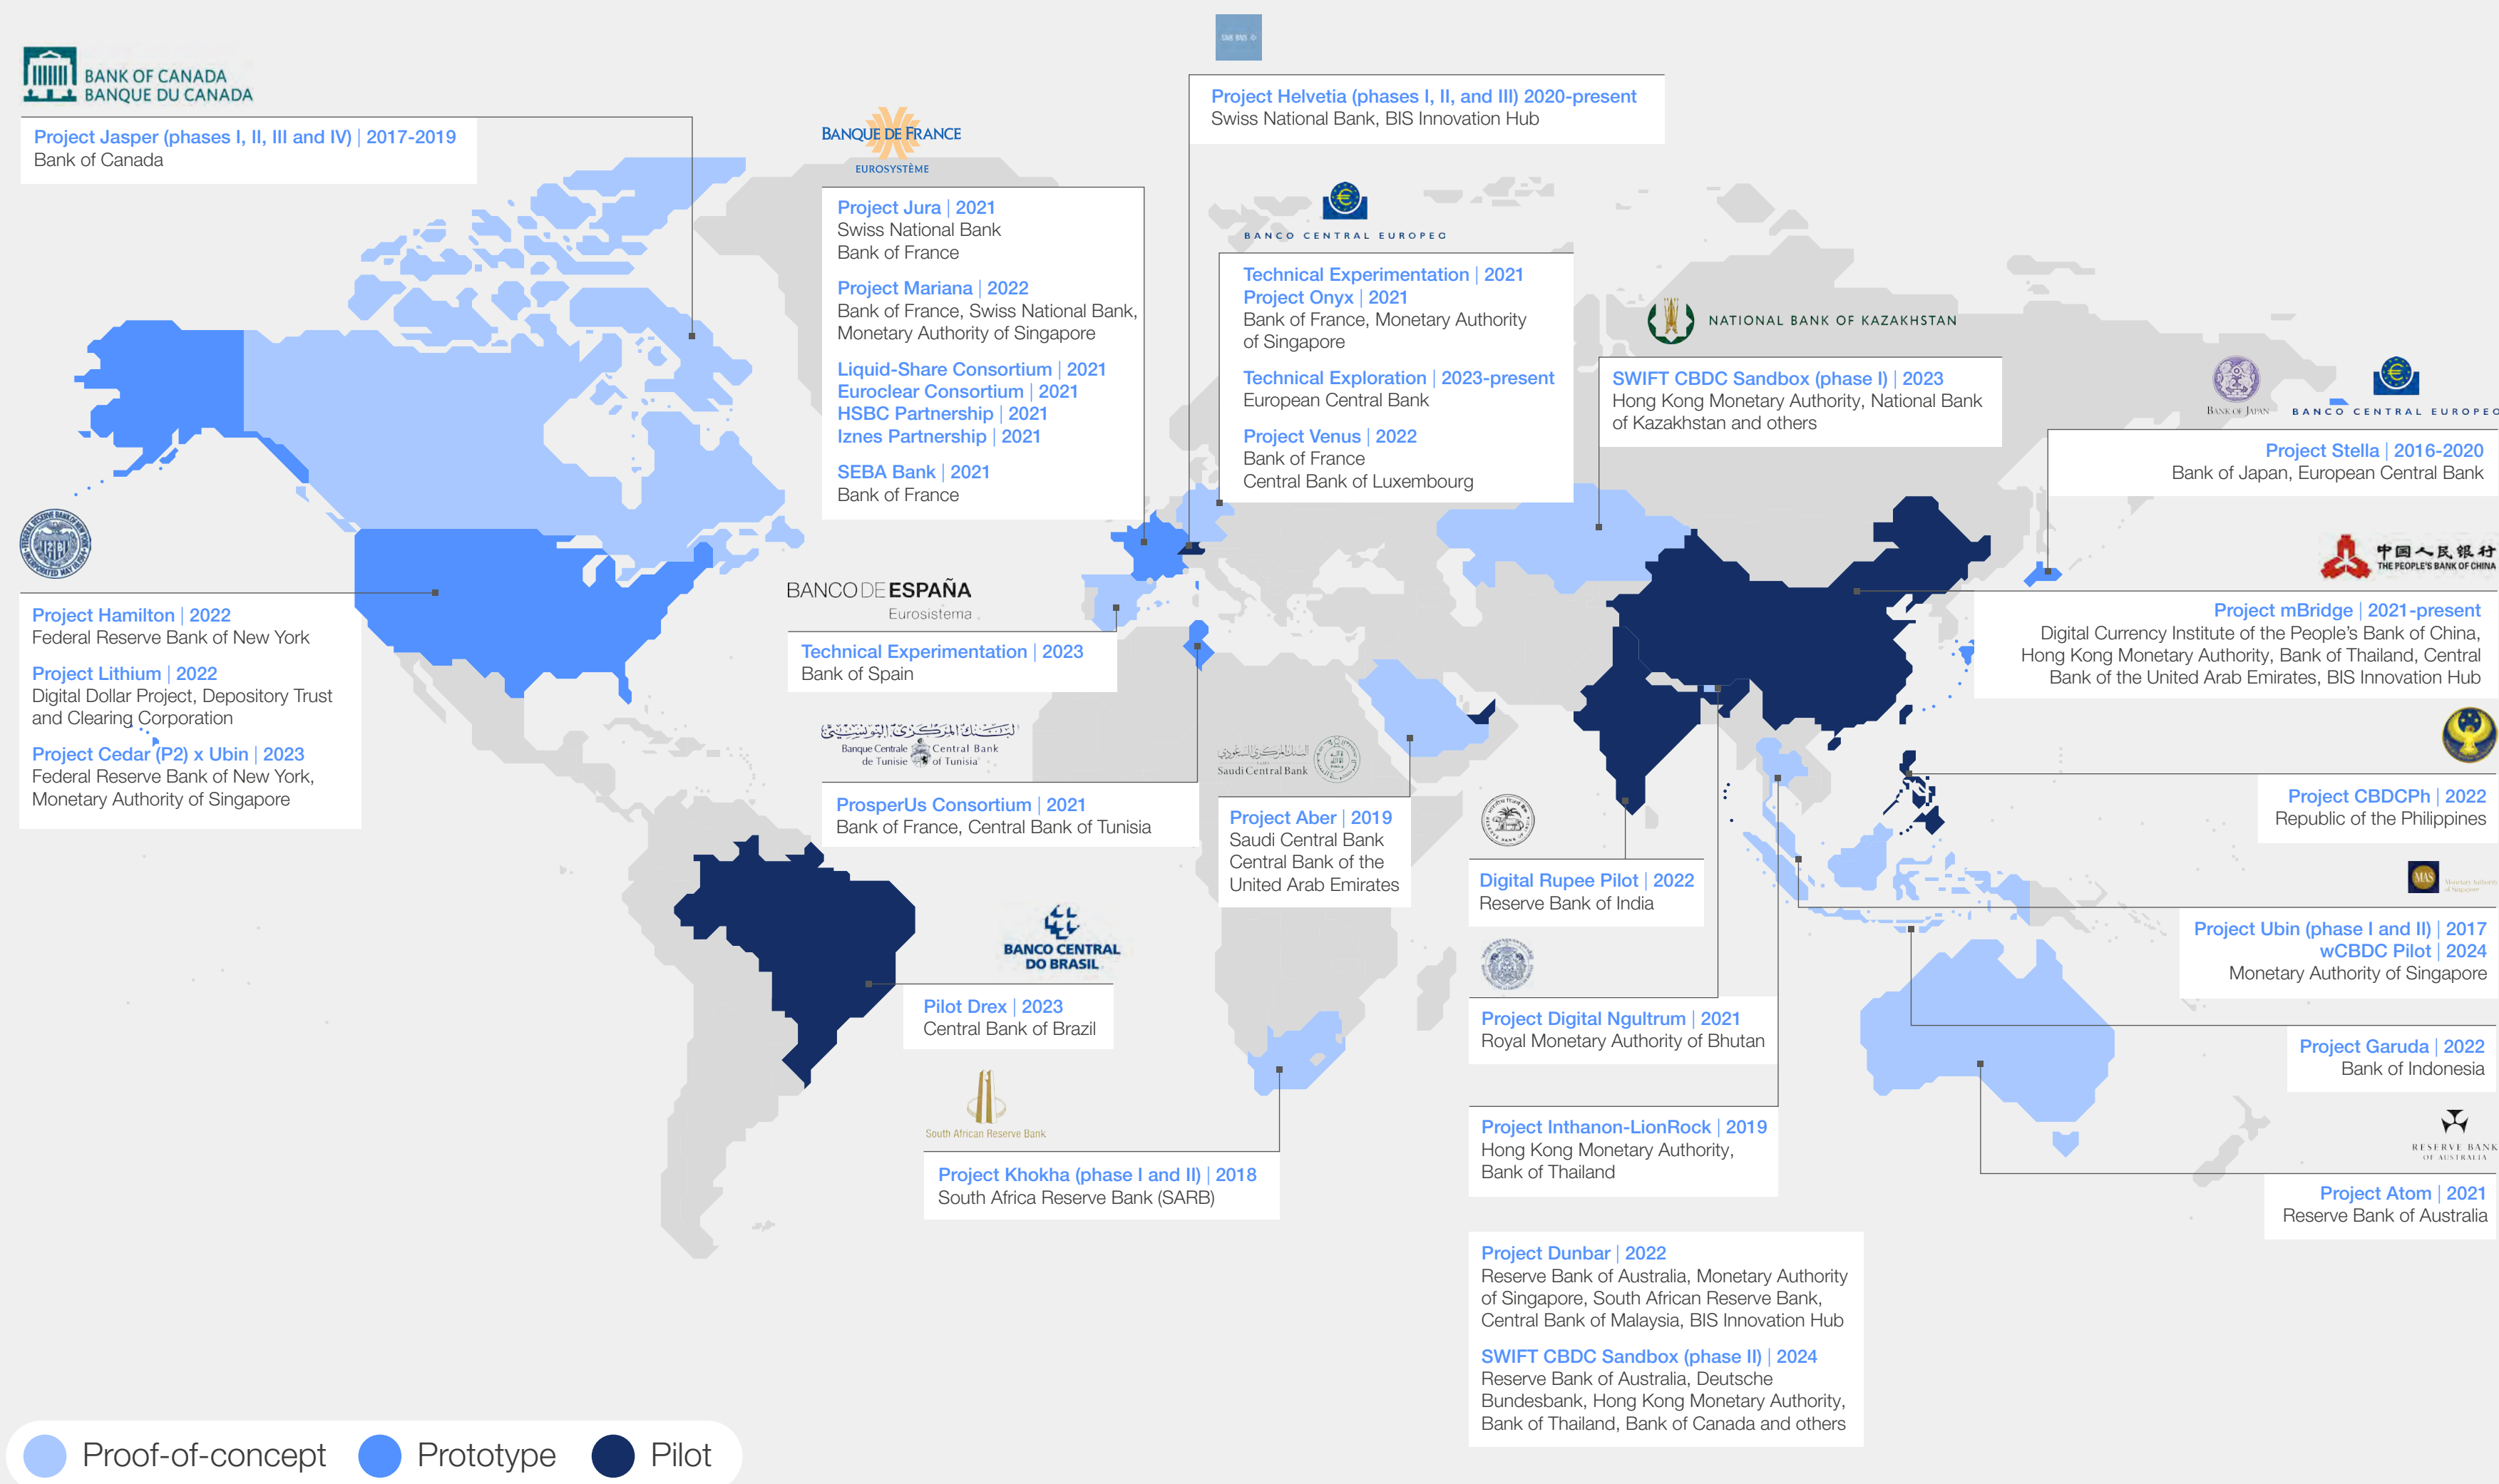 BANK OF CANADA
BANQUE DU CANADA
Project Jasper (phases I, II, III and IV) | 2017-2019
Bank of Canada
BANQUE DE FRANCE
EUROSYSTÈME
Project Jura | 2021
Swiss National Bank
Bank of France
Project Mariana | 2022
Bank of France, Swiss National Bank,
Monetary Authority of Singapore
Liquid-Share Consortium | 2021
Euroclear Consortium | 2021
HSBC Partnership | 2021
Iznes Partnership | 2021
SEBA Bank | 2021
Bank of France
Project Helvetia (phases I, II, and III) 2020-present
Swiss National Bank, BIS Innovation Hub
BANCO CENTRAL EUROPEO
Technical Experimentation | 2021
Project Onyx | 2021
Bank of France, Monetary Authority
of Singapore
Technical Exploration | 2023-present
European Central Bank
Project Venus | 2022
Bank of France
Central Bank of Luxembourg
NATIONAL BANK OF KAZAKHSTAN
SWIFT CBDC Sandbox (phase I) | 2023
Hong Kong Monetary Authority, National Bank
of Kazakhstan and others
BANK OF JAPAN
BANCO CENTRAL EUROPEO
Project Stella | 2016-2020
Bank of Japan, European Central Bank
中国人民银行
THE PEOPLE'S BANK OF CHINA
Project mBridge | 2021-present
Digital Currency Institute of the People's Bank of China,
Hong Kong Monetary Authority, Bank of Thailand, Central
Bank of the United Arab Emirates, BIS Innovation Hub
Project Hamilton | 2022
Federal Reserve Bank of New York
Project Lithium | 2022
Digital Dollar Project, Depository Trust
and Clearing Corporation
Project Cedar (P2) x Ubin | 2023
Federal Reserve Bank of New York,
Monetary Authority of Singapore
BANCO DE ESPAÑA
Eurosistema
Technical Experimentation | 2023
Bank of Spain
البنك المركزي التونسي
Banque Centrale de Tunisie
Central Bank of Tunisia
ProsperUs Consortium | 2021
Bank of France, Central Bank of Tunisia
البنك المركزي السعودي
Saudi Central Bank
Project Aber | 2019
Saudi Central Bank
Central Bank of the
United Arab Emirates
Digital Rupee Pilot | 2022
Reserve Bank of India
Project CBDCPh | 2022
Republic of the Philippines
MAS
Monetary Authority
of Singapore
Project Ubin (phase I and II) | 2017
wCBDC Pilot | 2024
Monetary Authority of Singapore
BANCO CENTRAL
DO BRASIL
Pilot Drex | 2023
Central Bank of Brazil
Project Digital Ngultrum | 2021
Royal Monetary Authority of Bhutan
Project Garuda | 2022
Bank of Indonesia
South African Reserve Bank
Project Khokha (phase I and II) | 2018
South Africa Reserve Bank (SARB)
Project Inthanon-LionRock | 2019
Hong Kong Monetary Authority,
Bank of Thailand
RESERVE BANK
OF AUSTRALIA
Project Atom | 2021
Reserve Bank of Australia
Project Dunbar | 2022
Reserve Bank of Australia, Monetary Authority
of Singapore, South African Reserve Bank,
Central Bank of Malaysia, BIS Innovation Hub
SWIFT CBDC Sandbox (phase II) | 2024
Reserve Bank of Australia, Deutsche
Bundesbank, Hong Kong Monetary Authority,
Bank of Thailand, Bank of Canada and others
Proof-of-concept
Prototype
Pilot